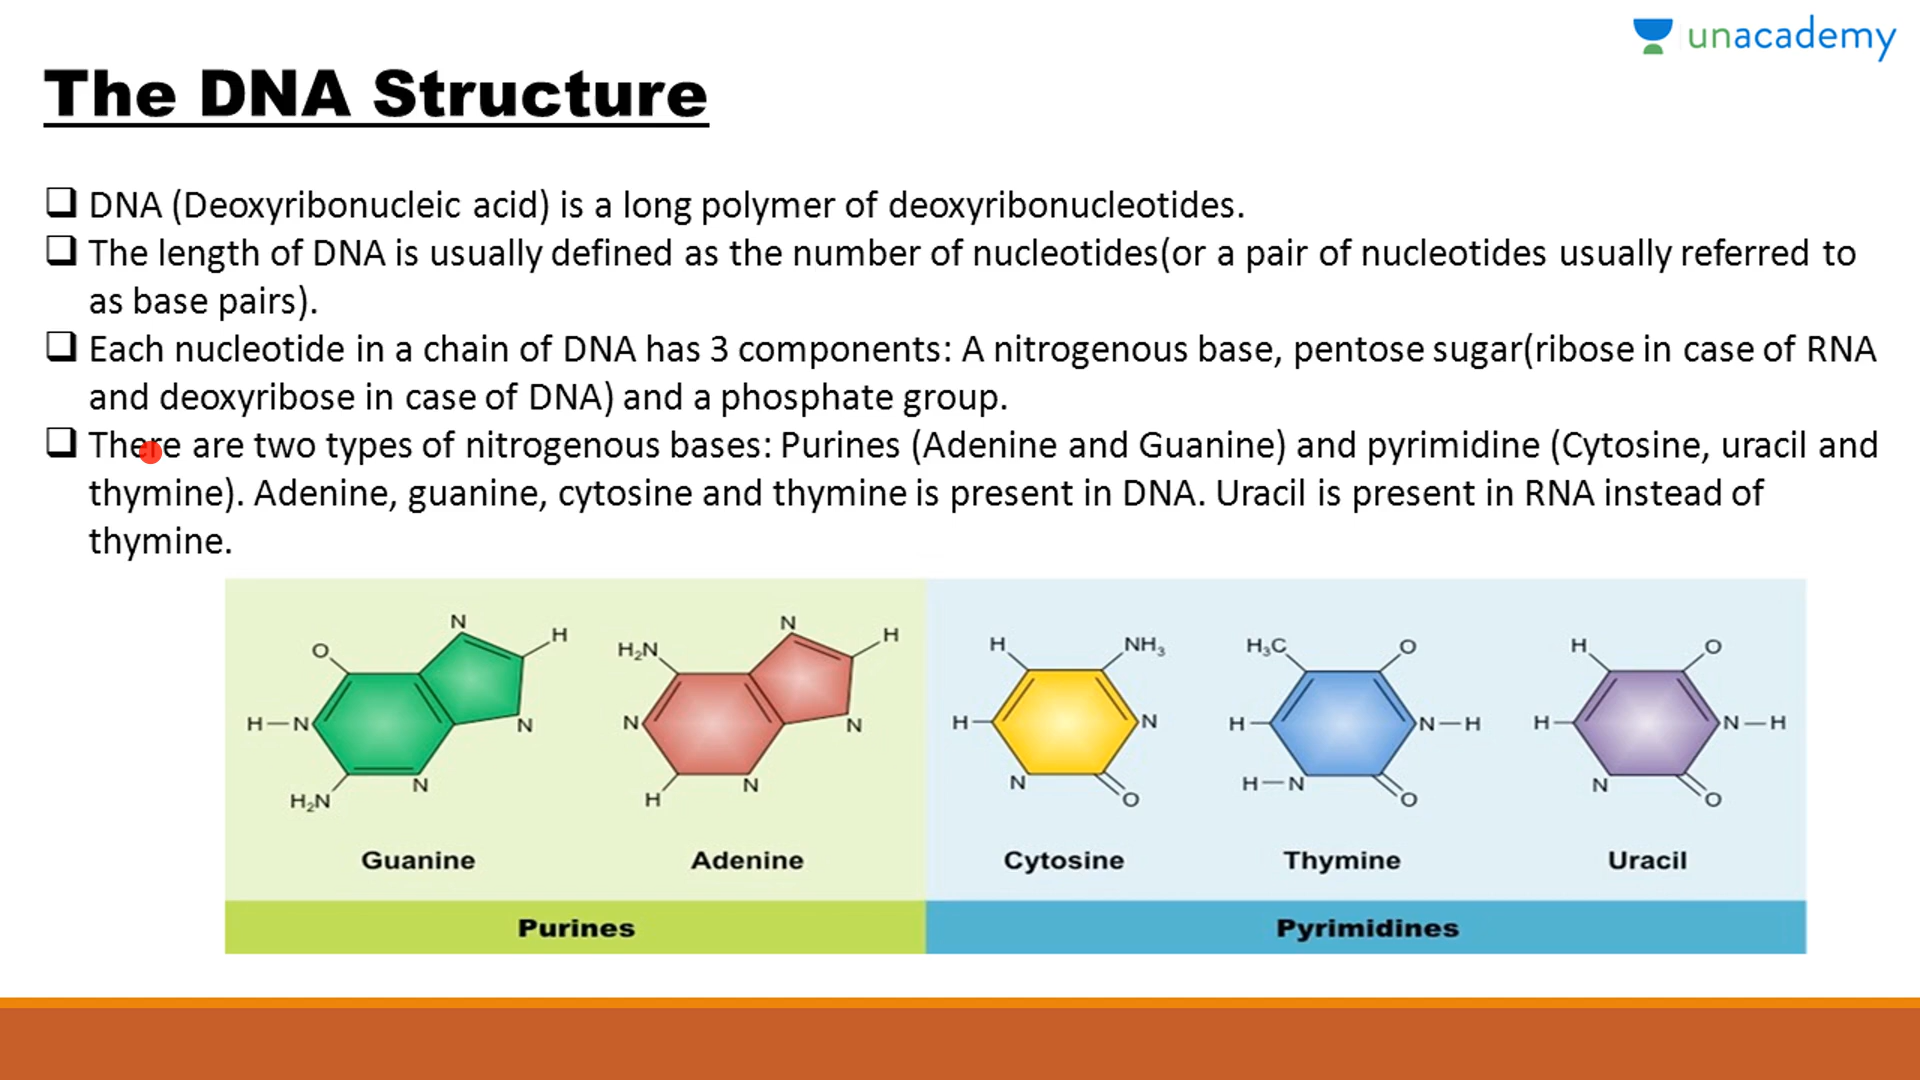 unacademy
The DNA Structure
DNA (Deoxyribonucleic acid) is a long polymer of deoxyribonucleotides.
The length of DNA is usually defined as the number of nucleotides(or a pair of nucleotides usually referred to
as base pairs).
Each nucleotide in a chain of DNA has 3 components: A nitrogenous base, pentose sugar(ribose in case of RNA
and deoxyribose in case of DNA) and a phosphate group.
There are two types of nitrogenous bases: Purines (Adenine and Guanine) and pyrimidine (Cytosine, uracil and
thymine). Adenine, guanine, cytosine and thymine is present in DNA. Uracil is present in RNA instead of
thymine.
N H O H—N N N H₂N
N H H₂N N N N H
H NH₃ H N N O
H₃C O H N—H H—N O
H O H N—H N O
Guanine Adenine Cytosine Thymine Uracil
Purines Pyrimidines